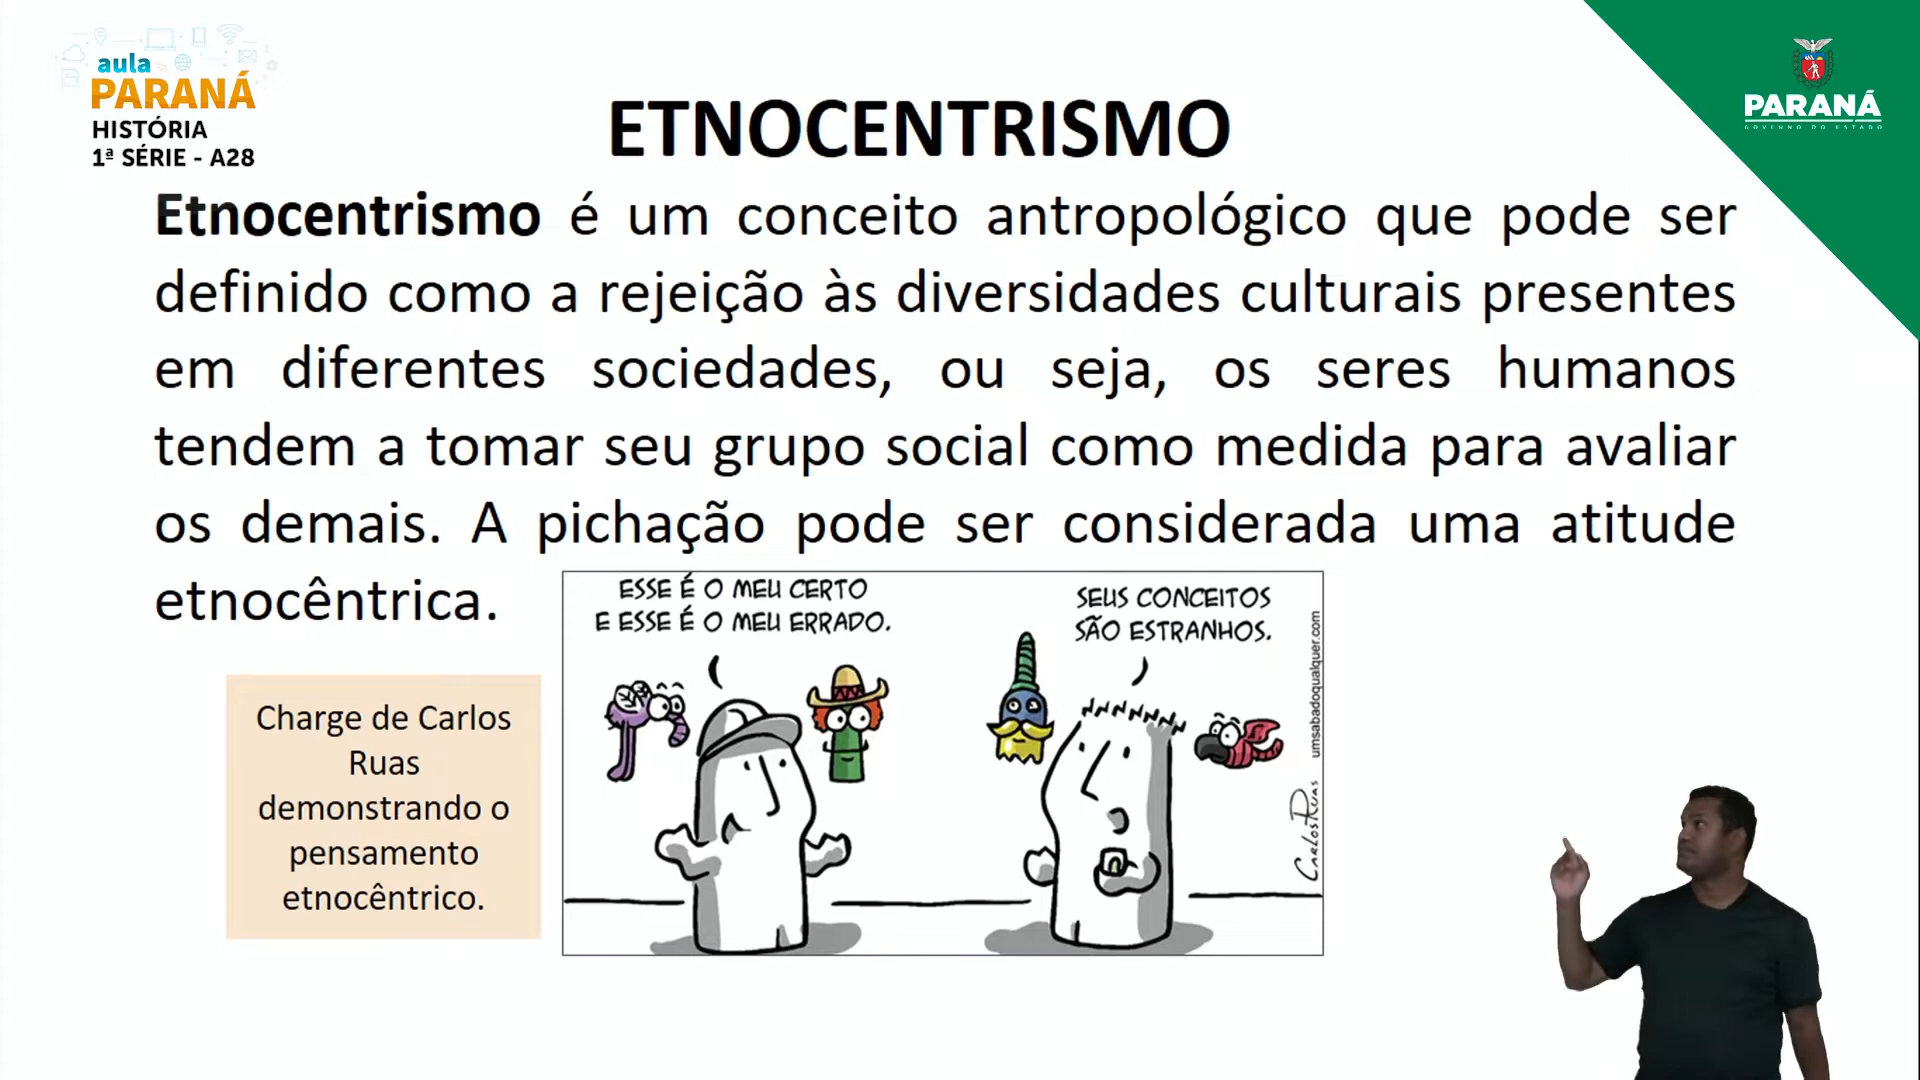 aula
PARANÁ
HISTÓRIA
1ª SÉRIE - A28
PARANÁ
GOVERNO DO ESTADO
ETNOCENTRISMO
Etnocentrismo é um conceito antropológico que pode ser
definido como a rejeição às diversidades culturais presentes
em diferentes sociedades, ou seja, os seres humanos
tendem a tomar seu grupo social como medida para avaliar
os demais. A pichação pode ser considerada uma atitude
etnocêntrica.
ESSE É O MEU CERTO
E ESSE É O MEU ERRADO.
SEUS CONCEITOS
SÃO ESTRANHOS.
umsabadoqualquer.com
CARLOS RUAS
Charge de Carlos
Ruas
demonstrando o
pensamento
etnocêntrico.